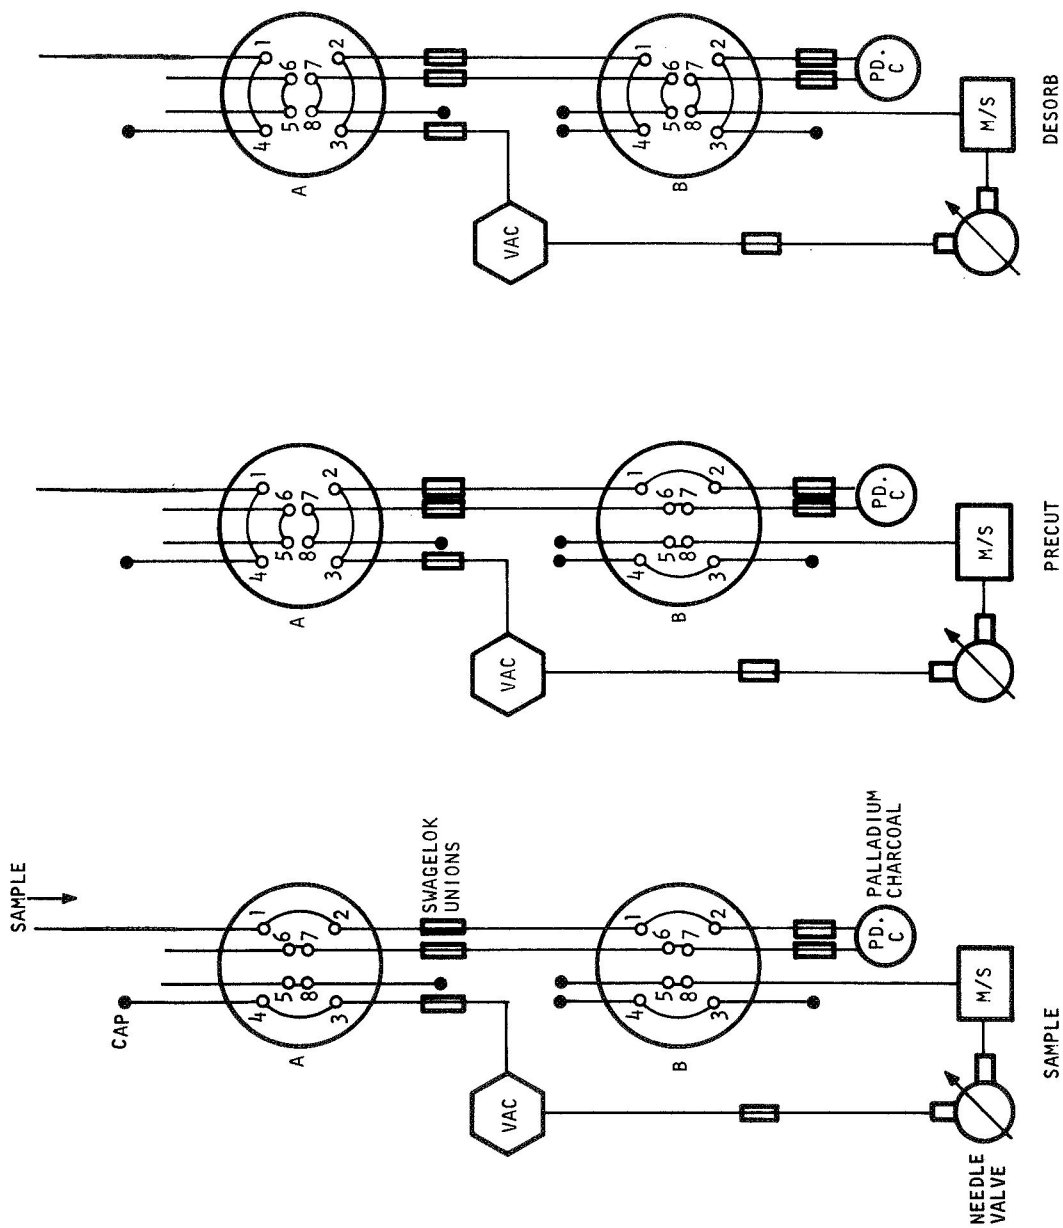 SAMPLE
CAP
4 1
5 6
8 7
3 2
A
SWAGELOK
UNIONS
VAC
4 1
5 6
8 7
3 2
B
PD.
C
PALLADIUM
CHARCOAL
M/S
NEEDLE
VALVE
SAMPLE
4 1
5 6
8 7
3 2
A
VAC
4 1
5 6
8 7
3 2
B
PD.
C
M/S
PRECUT
4 1
5 6
8 7
3 2
A
VAC
4 1
5 6
8 7
3 2
B
PD.
C
M/S
DESORB